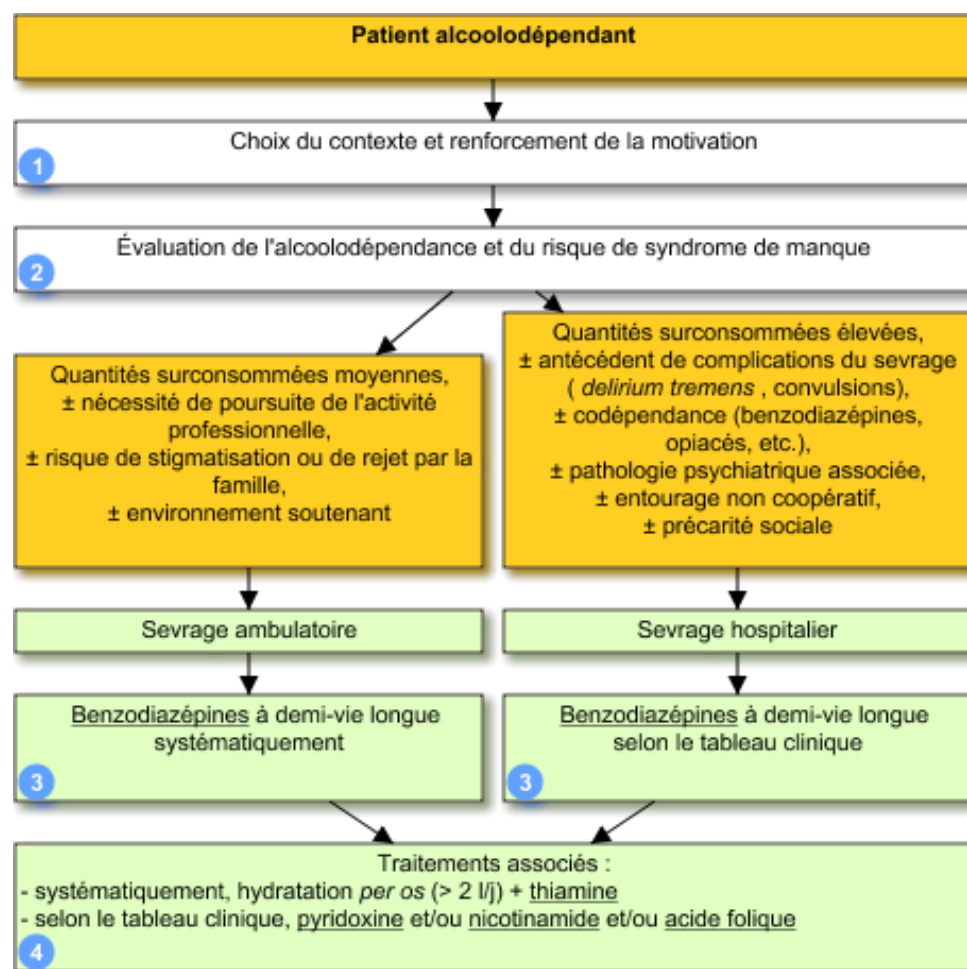 Patient alcoolodépendant
Choix du contexte et renforcement de la motivation
1
Évaluation de l'alcoolodépendance et du risque de syndrome de manque
2
Quantités surconsommées moyennes,
± nécessité de poursuite de l'activité
professionnelle,
± risque de stigmatisation ou de rejet par la
famille,
± environnement soutenant
Quantités surconsommées élevées,
± antécédent de complications du sevrage
( delirium tremens , convulsions),
± codépendance (benzodiazépines,
opiacés, etc.),
± pathologie psychiatrique associée,
± entourage non coopératif,
± précarité sociale
Sevrage ambulatoire
Sevrage hospitalier
Benzodiazépines à demi-vie longue
systématiquement
3
Benzodiazépines à demi-vie longue
selon le tableau clinique
3
Traitements associés :
- systématiquement, hydratation per os (> 2 l/j) + thiamine
- selon le tableau clinique, pyridoxine et/ou nicotinamide et/ou acide folique
4